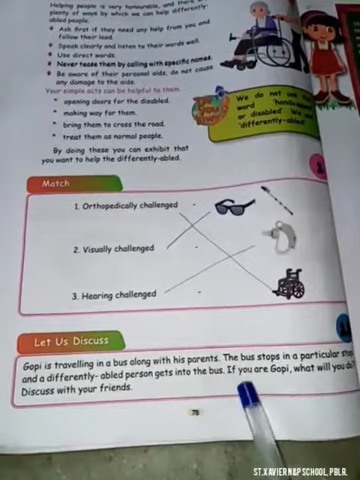 Helping people is very honourable, and there
plenty of ways by which we can help differently-
abled people.
Ask first if they need any help from you and
follow their lead.
Speak clearly and listen to their words well.
Use direct words.
Never tease them by calling with specific names.
Be aware of their personal aids, do not cause
any damage to the aids.
Your simple acts can be helpful to them.
* opening doors for the disabled.
* making way for them.
* bring them to cross the road.
* treat them as normal people.
By doing these you can exhibit that
you want to help the differently-abled.
We do not use
word
or disabled We
'differently-abled'
Match
1. Orthopedically challenged
2. Visually challenged
3. Hearing challenged
Let Us Discuss
Gopi is travelling in a bus along with his parents. The bus stops in a particular
and a differently- abled person gets into the bus. If you are Gopi, what will you do?
Discuss with your friends.
ST.XAVIER N&P SCHOOL, PBLR.